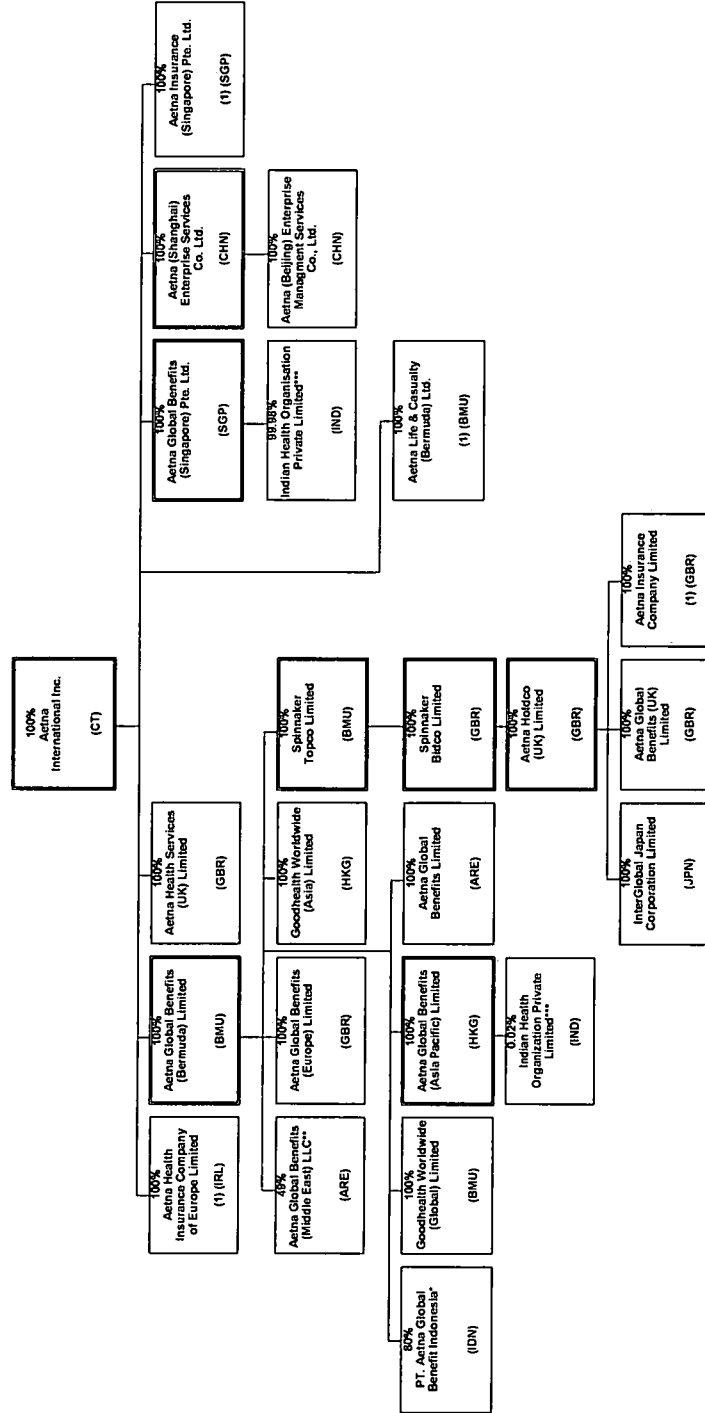 100%
Aetna
International Inc.
(CT)
100%
Aetna Health
Insurance Company
of Europe Limited
(1) (IRL)
100%
Aetna Global Benefits
(Bermuda) Limited
(BMU)
100%
Aetna Health Services
(UK) Limited
(GBR)
100%
Aetna Global Benefits
(Singapore) Pte. Ltd.
(SGP)
100%
Aetna (Shanghai)
Enterprise Services
Co. Ltd.
(CHN)
100%
Aetna Insurance
(Singapore) Pte. Ltd.
(1) (SGP)
49%
Aetna Global Benefits
(Middle East) LLC**
(ARE)
100%
Aetna Global Benefits
(Europe) Limited
(GBR)
100%
Goodhealth Worldwide
(Asia) Limited
(HKG)
100%
Spinnaker
Topco Limited
(BMU)
99.98%
Indian Health Organisation
Private Limited***
(IND)
100%
Aetna (Beijing) Enterprise
Managment Services
Co., Ltd.
(CHN)
80%
PT. Aetna Global
Benefit Indonesia*
(IDN)
100%
Goodhealth Worldwide
(Global) Limited
(BMU)
100%
Aetna Global Benefits
(Asia Pacific) Limited
(HKG)
100%
Aetna Global
Benefits Limited
(ARE)
100%
Spinnaker
Bidco Limited
(GBR)
100%
Aetna Life & Casualty
(Bermuda) Ltd.
(1) (BMU)
0.02%
Indian Health
Organization Private
Limited***
(IND)
100%
Aetna Holdco
(UK) Limited
(GBR)
100%
InterGlobal Japan
Corporation Limited
(JPN)
100%
Aetna Global
Benefits (UK)
Limited
(GBR)
100%
Aetna Insurance
Company Limited
(1) (GBR)